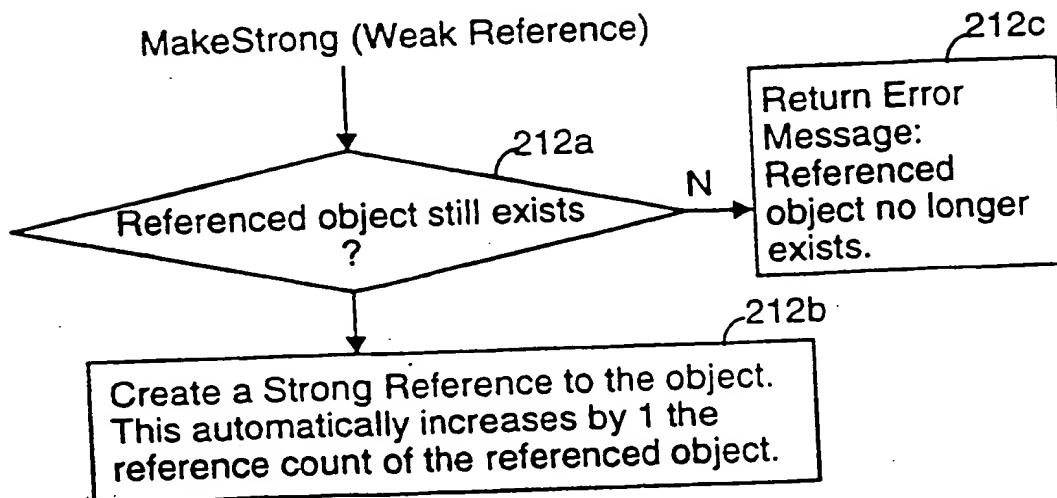 MakeStrong (Weak Reference)
212a
Referenced object still exists
?
N
212c
Return Error
Message:
Referenced
object no longer
exists.
212b
Create a Strong Reference to the object.
This automatically increases by 1 the
reference count of the referenced object.